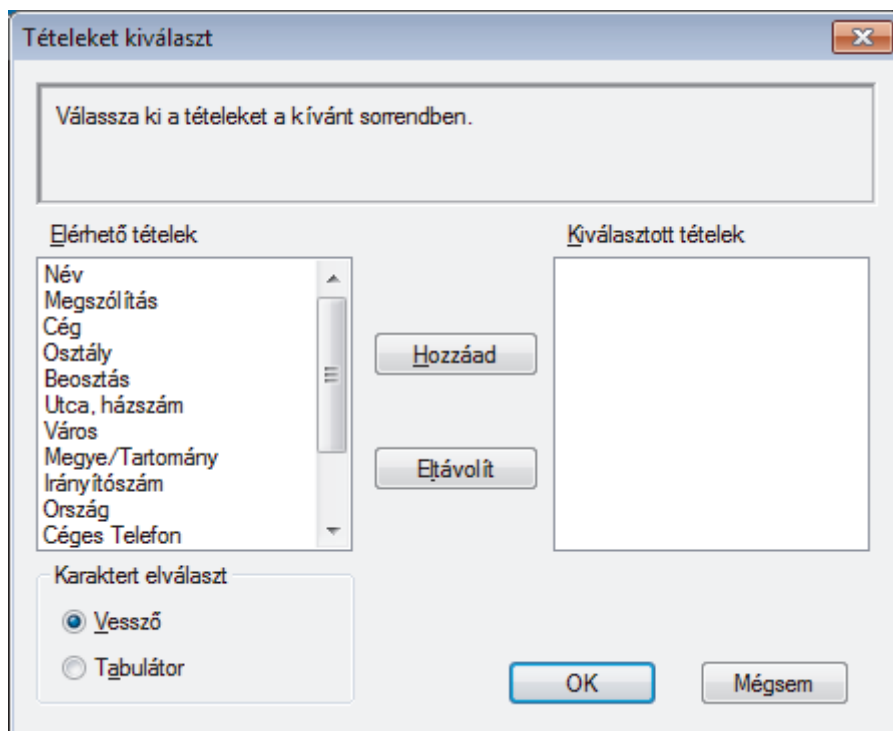 Tételeket kiválaszt
Válassza ki a tételeket a kívánt sorrendben.
Elérhető tételek
Név
Megszólítás
Cég
Osztály
Beosztás
Utca, házszám
Város
Megye/Tartomány
Irányítószám
Ország
Céges Telefon
Hozzáad
Eltávolít
Kiválasztott tételek
Karaktert elválaszt
Vessző
Tabulátor
OK
Mégsem